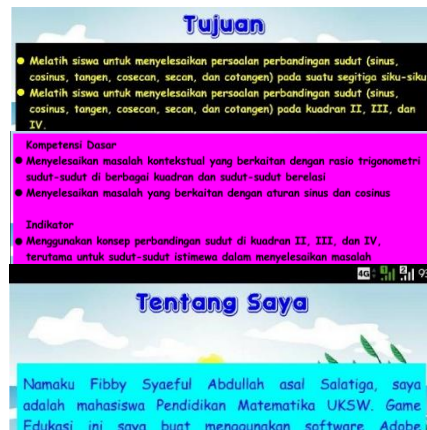 Tujuan
Melatih siswa untuk menyelesaikan persoalan perbandingan sudut (sinus,
cosinus, tangen, cosecan, secan, dan cotangen) pada suatu segitiga siku-siku
Melatih siswa untuk menyelesaikan persoalan perbandingan sudut (sinus,
cosinus, tangen, cosecan, secan, dan cotangen) pada kuadran II, III, dan
IV.
Kompetensi Dasar
Menyelesaikan masalah kontekstual yang berkaitan dengan rasio trigonometri
sudut-sudut di berbagai kuadran dan sudut-sudut berelasi
Menyelesaikan masalah yang berkaitan dengan aturan sinus dan cosinus
Indikator
Menggunakan konsep perbandingan sudut di kuadran II, III, dan IV,
terutama untuk sudut-sudut istimewa dalam menyelesaikan masalah
4G 1 2
Tentang Saya
Namaku Fibby Syaeful Abdullah asal Salatiga, saya
adalah mahasiswa Pendidikan Matematika UKSW. Game
Edukasi ini saya buat menggunakan software Adobe